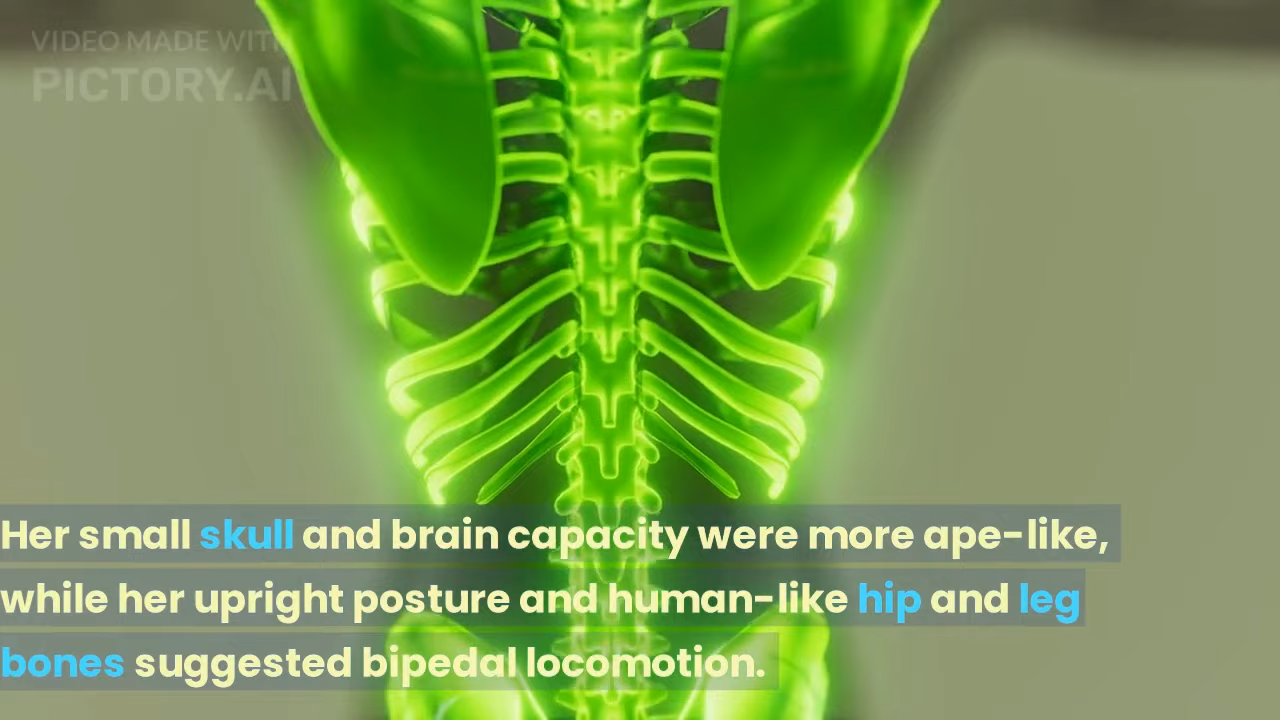 VIDEO MADE WITH
PICTORY.AI
Her small skull and brain capacity were more ape-like,
while her upright posture and human-like hip and leg
bones suggested bipedal locomotion.